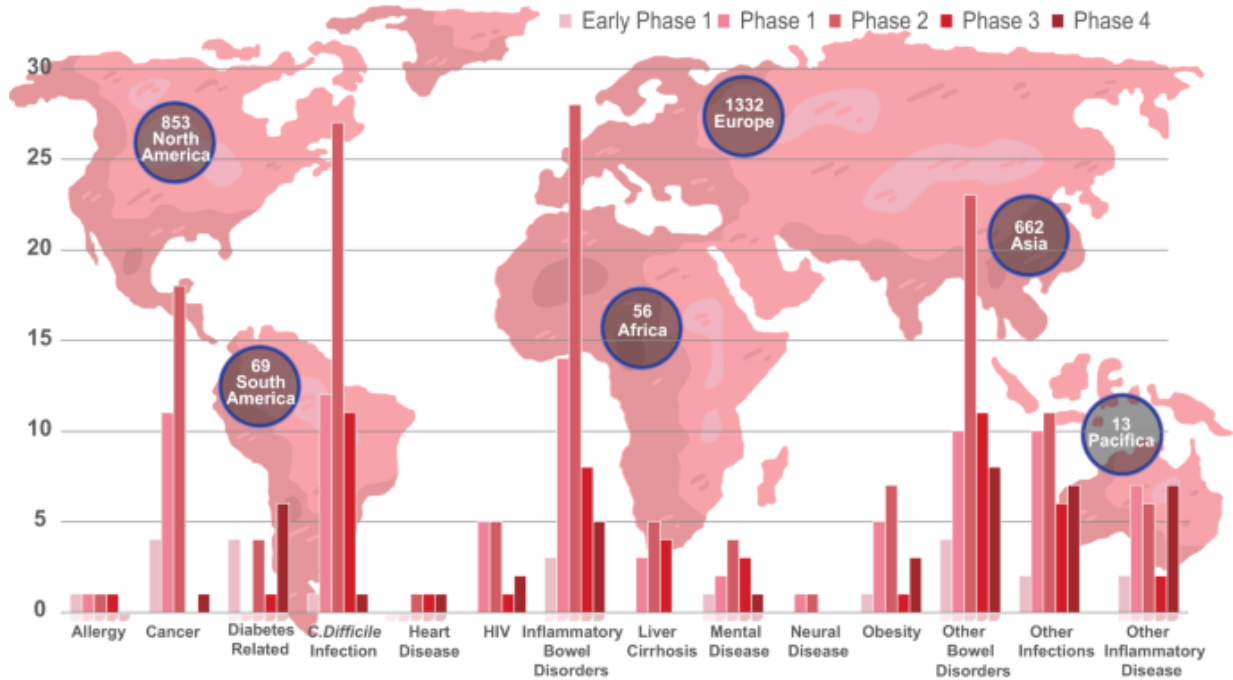 Early Phase 1 Phase 1 Phase 2 Phase 3 Phase 4
30
25
20
15
10
5
0
853
North
America
1332
Europe
662
Asia
56
Africa
69
South
America
13
Pacifica
Allergy
Cancer
Diabetes
Related
C.Difficile
Infection
Heart
Disease
HIV
Inflammatory
Bowel
Disorders
Liver
Cirrhosis
Mental
Disease
Neural
Disease
Obesity
Other
Bowel
Disorders
Other
Infections
Other
Inflammatory
Disease